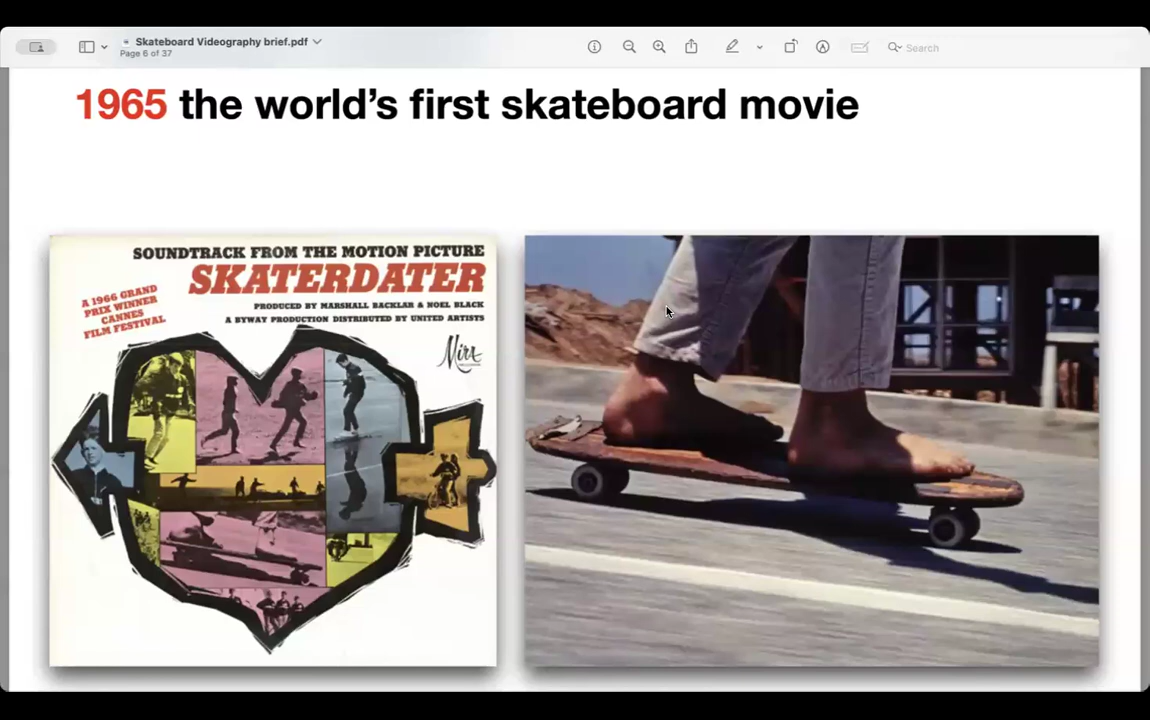 Skateboard Videography brief.pdf
Page 6 of 37
Search
1965 the world's first skateboard movie
SOUNDTRACK FROM THE MOTION PICTURE
SKATERDATER
PRODUCED BY MARSHALL BACKLAR & NOEL BLACK
A BYWAY PRODUCTION DISTRIBUTED BY UNITED ARTISTS
A 1966 GRAND
PRIX WINNER
CANNES
FILM FESTIVAL
Mira